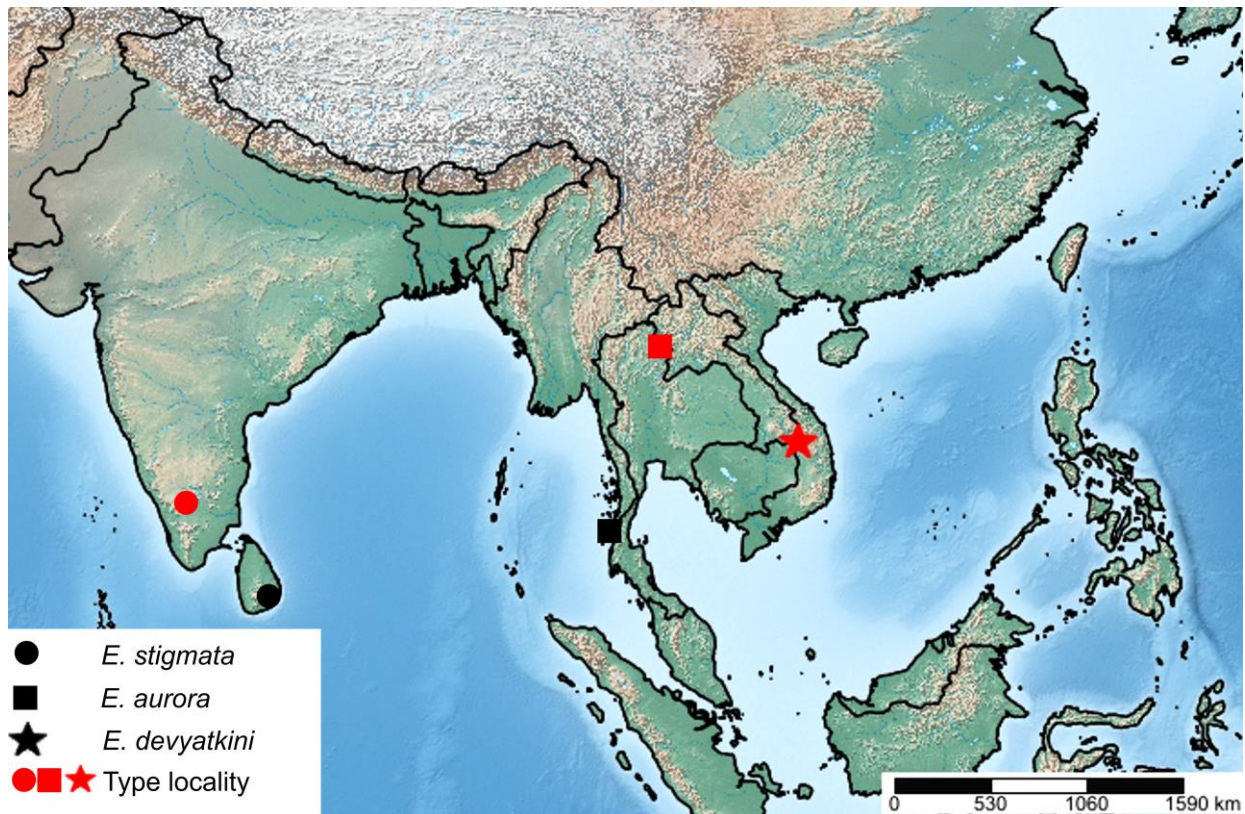 E. stigmata
E. aurora
E. devyatkini
Type locality
0 530 1060 1590 km